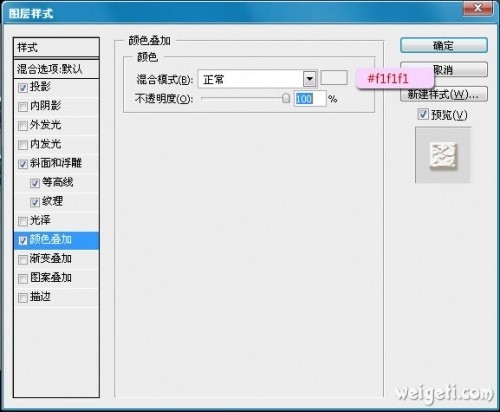 图层样式
样式
混合选项:默认
投影
内阴影
外发光
内发光
斜面和浮雕
等高线
纹理
光泽
颜色叠加
渐变叠加
图案叠加
描边
颜色叠加
颜色
混合模式(B): 正常
#f1f1f1
不透明度(O): 100 %
确定
取消
新建样式(W)...
预览(V)
weigeti.com